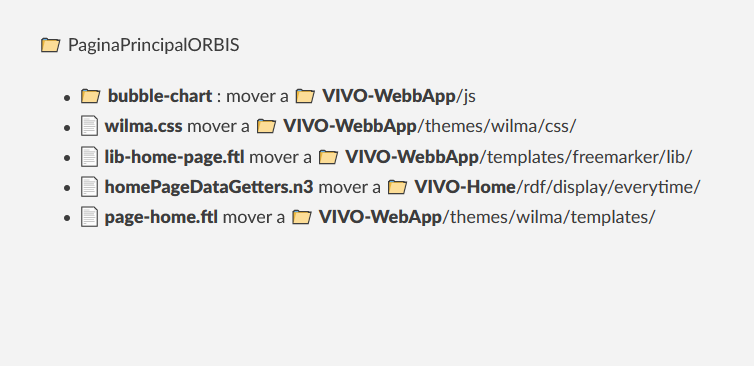 PaginaPrincipalORBIS
bubble-chart : mover a VIVO-WebbApp/js
wilma.css mover a VIVO-WebbApp/themes/wilma/css/
lib-home-page.ftl mover a VIVO-WebbApp/templates/freemarker/lib/
homePageDataGetters.n3 mover a VIVO-Home/rdf/display/everytime/
page-home.ftl mover a VIVO-WebApp/themes/wilma/templates/